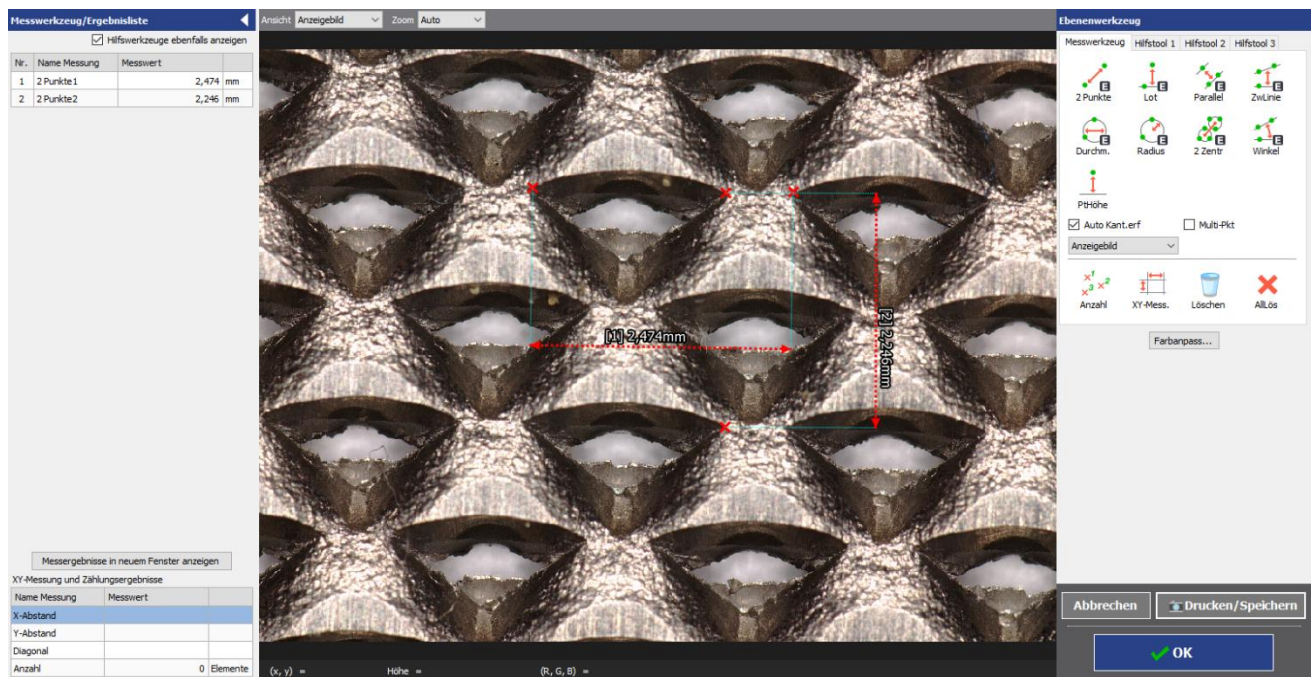 Messwerkzeug/Ergebnisliste
Hilfswerkzeuge ebenfalls anzeigen
Nr. Name Messung Messwert
1 2 Punkte1 2,474 mm
2 2 Punkte2 2,246 mm
Messergebnisse in neuem Fenster anzeigen
XY-Messung und Zählungsergebnisse
Name Messung Messwert
X-Abstand
Y-Abstand
Diagonal
Anzahl 0 Elemente
Ansicht Anzeigebild Zoom Auto
[1] 2,474mm
[2] 2,246mm
(x, y) = Höhe = (R, G, B) =
Ebenenwerkzeug
Messwerkzeug Hilfstool 1 Hilfstool 2 Hilfstool 3
E E E E
2 Punkte Lot Parallel ZwLinie
E E E E
Durchm. Radius 2 Zentr Winkel
PtHöhe
Auto Kant.erf Multi-Pkt
Anzeigebild
1 2 3
Anzahl XY-Mess. Löschen AllLös
Farbanpass...
Abbrechen Drucken/Speichern
OK